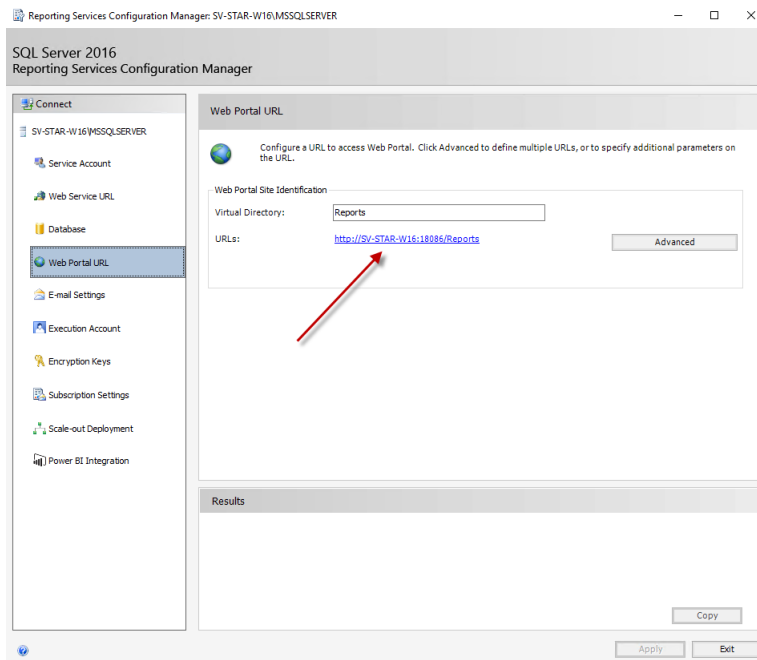 Reporting Services Configuration Manager: SV-STAR-W16\MSSQLSERVER
SQL Server 2016
Reporting Services Configuration Manager
Connect
SV-STAR-W16\MSSQLSERVER
Service Account
Web Service URL
Database
Web Portal URL
E-mail Settings
Execution Account
Encryption Keys
Subscription Settings
Scale-out Deployment
Power BI Integration
Web Portal URL
Configure a URL to access Web Portal. Click Advanced to define multiple URLs, or to specify additional parameters on
the URL.
Web Portal Site Identification
Virtual Directory: Reports
URLs: http://SV-STAR-W16:18086/Reports
Advanced
Results
Copy
Apply Exit